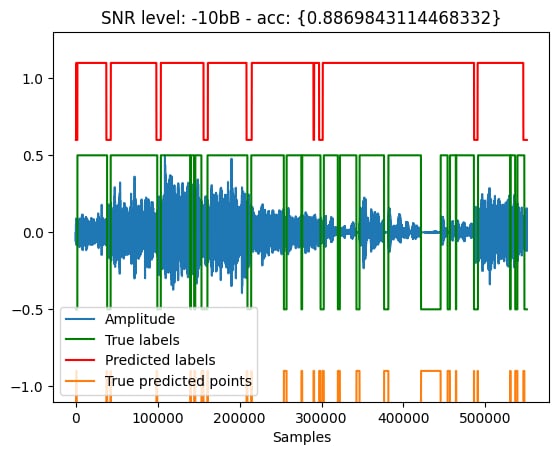 SNR level: -10bB - acc: {0.8869843114468332}
1.0
0.5
0.0
−0.5
−1.0
Amplitude
True labels
Predicted labels
True predicted points
0 100000 200000 300000 400000 500000
Samples